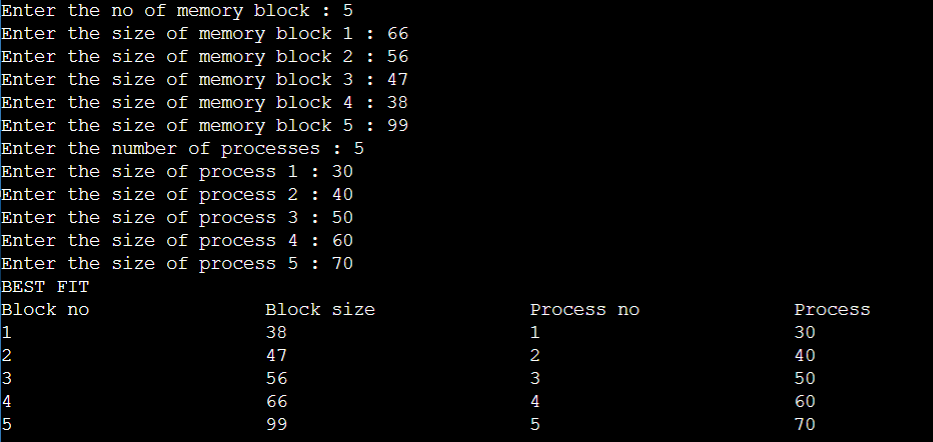 Enter the no of memory block : 5
Enter the size of memory block 1 : 66
Enter the size of memory block 2 : 56
Enter the size of memory block 3 : 47
Enter the size of memory block 4 : 38
Enter the size of memory block 5 : 99
Enter the number of processes : 5
Enter the size of process 1 : 30
Enter the size of process 2 : 40
Enter the size of process 3 : 50
Enter the size of process 4 : 60
Enter the size of process 5 : 70
BEST FIT
Block no Block size Process no Process
1 38 1 30
2 47 2 40
3 56 3 50
4 66 4 60
5 99 5 70